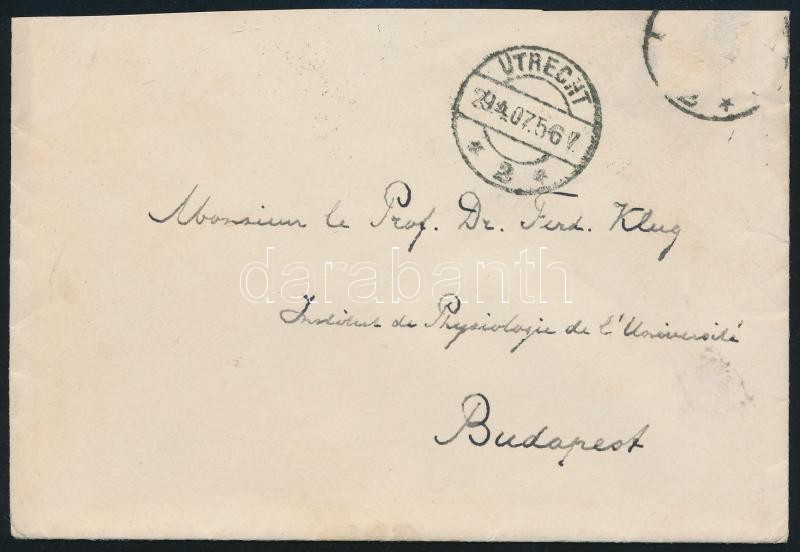 UTRECHT
29.4.07.5-6 V.
* 2 *
2 *
Monsieur le Prof. Dr. Ferd. Klug
darabanth
Institut de Physiologie de l'Université
Budapest